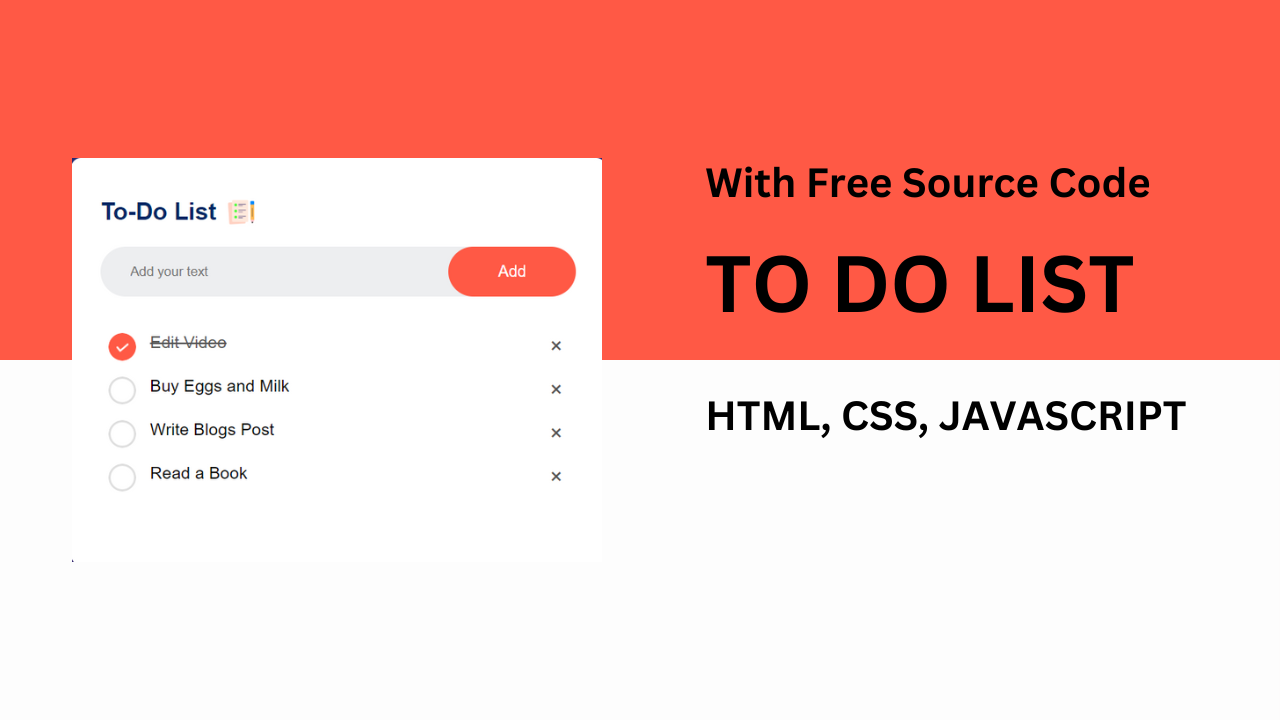 To-Do List
Add your text
Add
Edit Video
Buy Eggs and Milk
Write Blogs Post
Read a Book
With Free Source Code
TO DO LIST
HTML, CSS, JAVASCRIPT